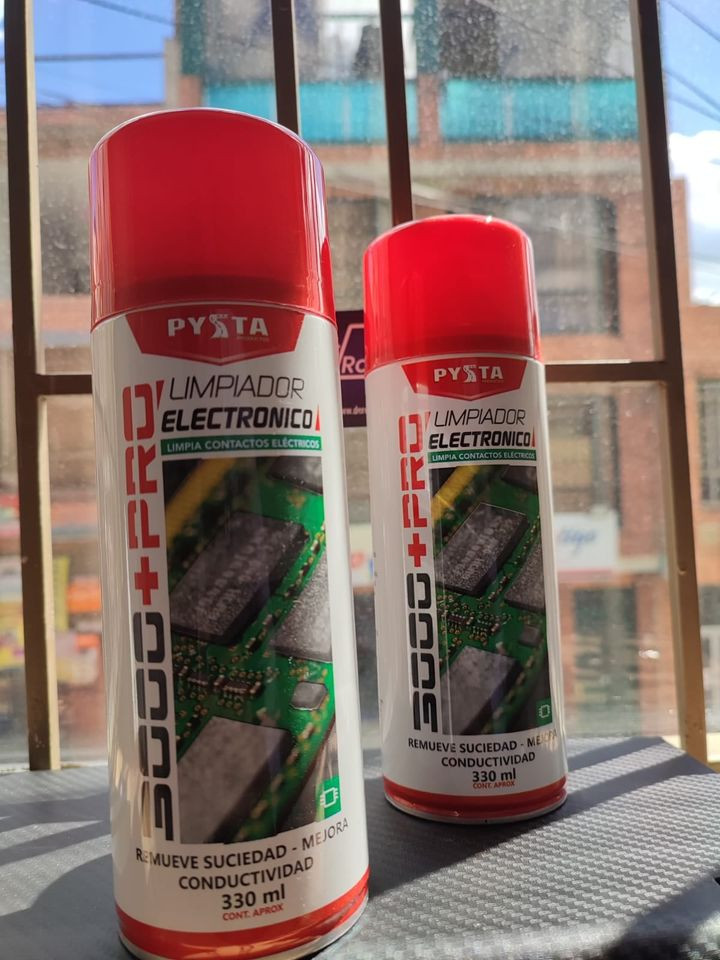 PYSTA
PRODUCTOS
LIMPIADOR
ELECTRONICO
LIMPIA CONTACTOS ELÉCTRICOS
3000+PRO
REMUEVE SUCIEDAD - MEJORA
CONDUCTIVIDAD
330 ml
CONT. APROX
PYSTA
LIMPIADOR
ELECTRONICO
LIMPIA CONTACTOS ELÉCTRICOS
3000+PRO
REMUEVE SUCIEDAD - MEJORA
CONDUCTIVIDAD
330 ml
CONT. APROX